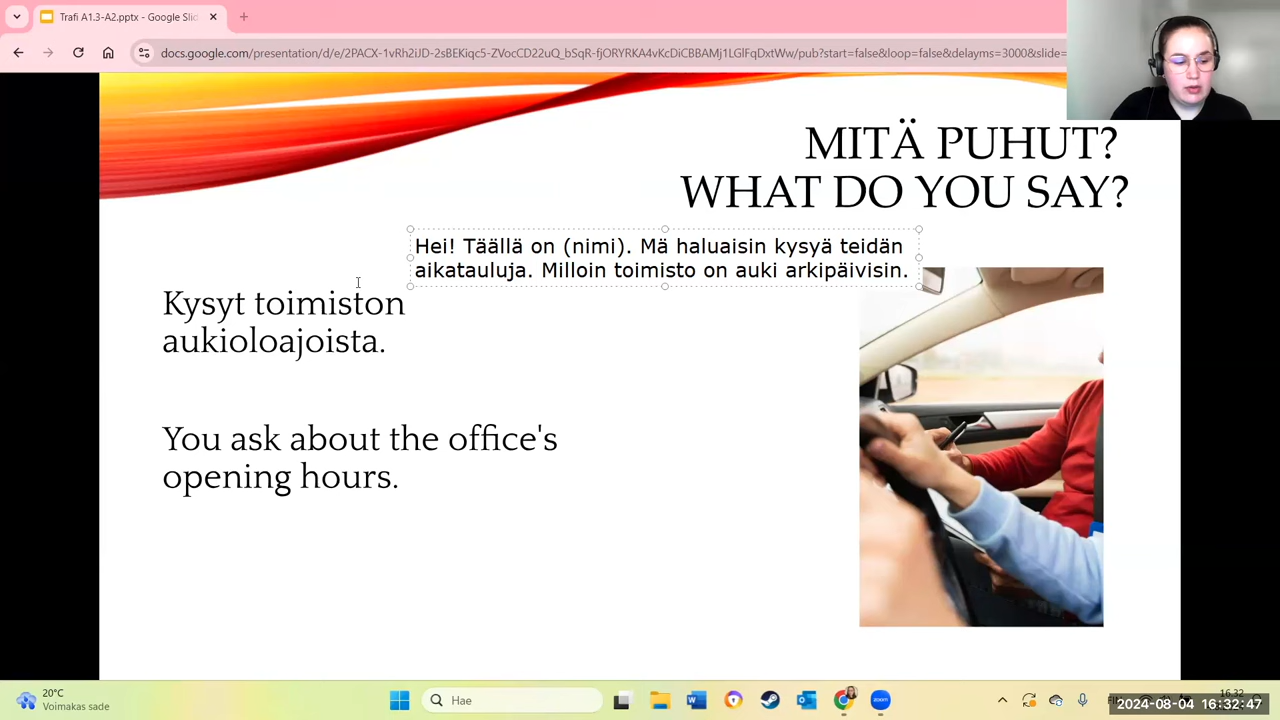 Trafi A1.3-A2.pptx - Google Slid
docs.google.com/presentation/d/e/2PACX-1vRh2iJD-2sBEKiqc5-ZVocCD22uQ_bSqR-fjORYRKA4vKcDiCBBAMj1LGlFqDxtWw/pub?start=false&loop=false&delayms=3000&slide=
MITÄ PUHUT?
WHAT DO YOU SAY?
Hei! Täällä on (nimi). Mä haluaisin kysyä teidän
aikatauluja. Milloin toimisto on auki arkipäivisin.
Kysyt toimiston
aukioloajoista.
You ask about the office's
opening hours.
20°C
Voimakas sade
Hae
zoom
16.32
2024-08-04 16:32:47